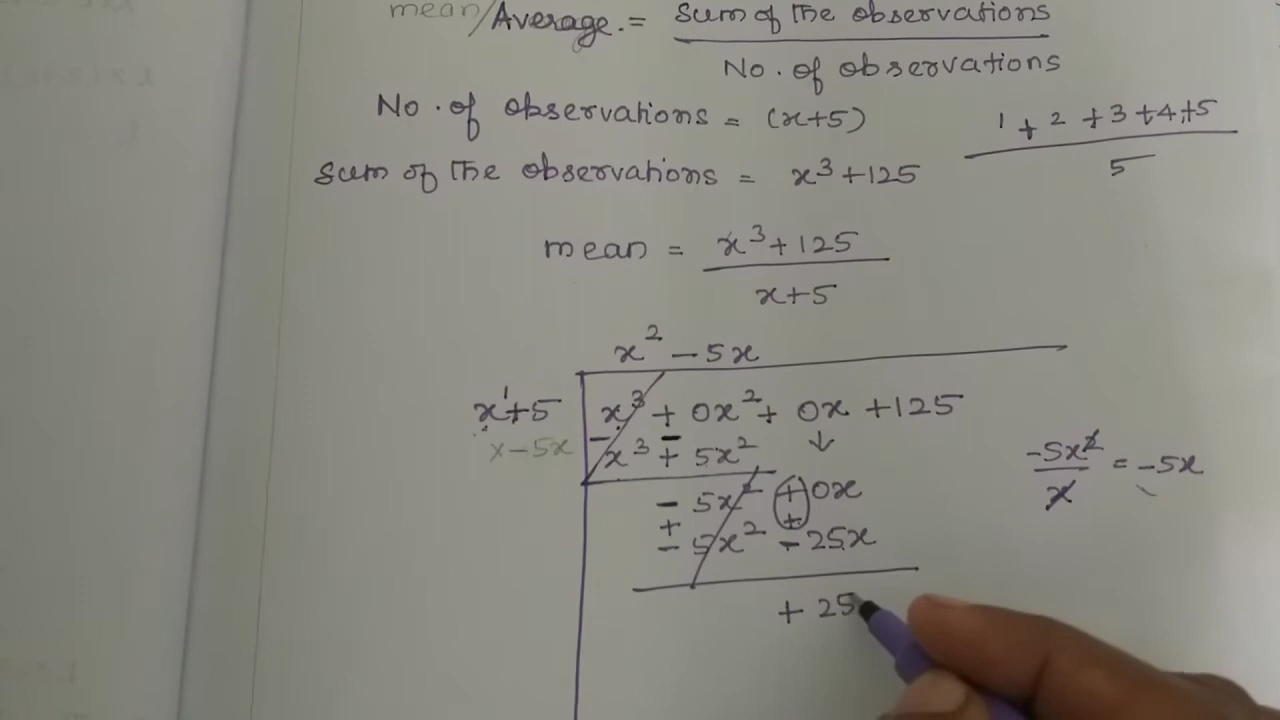 mean/Average. = Sum of the observations / No. of observations
No. of observations = (x+5)
1 + 2 + 3 + 4 + 5 / 5
Sum of the observations = x³ + 125
mean = x³ + 125 / x + 5
x² - 5x
x¹+5
x³ + 0x² + 0x + 125
x - 5x
- -
x³ + 5x²
↓
-5x² / x = -5x
- 5x² + 0x
+ +
- 5x² - 25x
+ 25